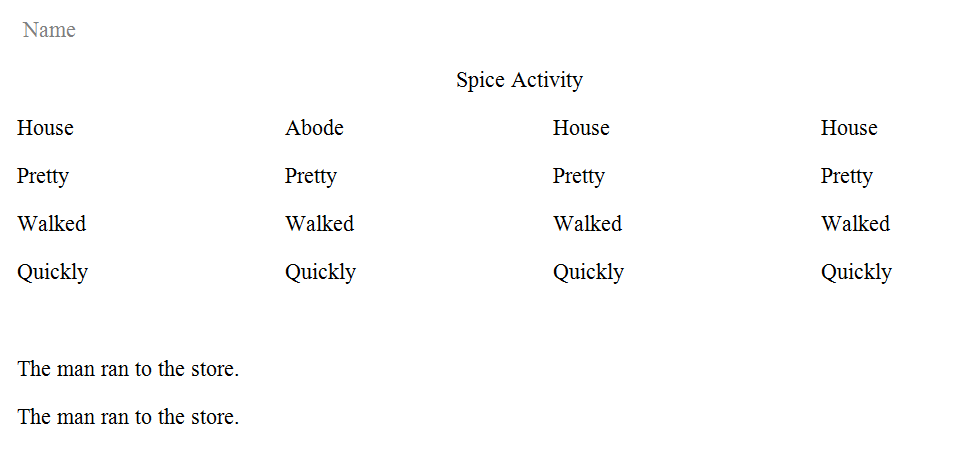 Name
Spice Activity
House Abode House House
Pretty Pretty Pretty Pretty
Walked Walked Walked Walked
Quickly Quickly Quickly Quickly
The man ran to the store.
The man ran to the store.